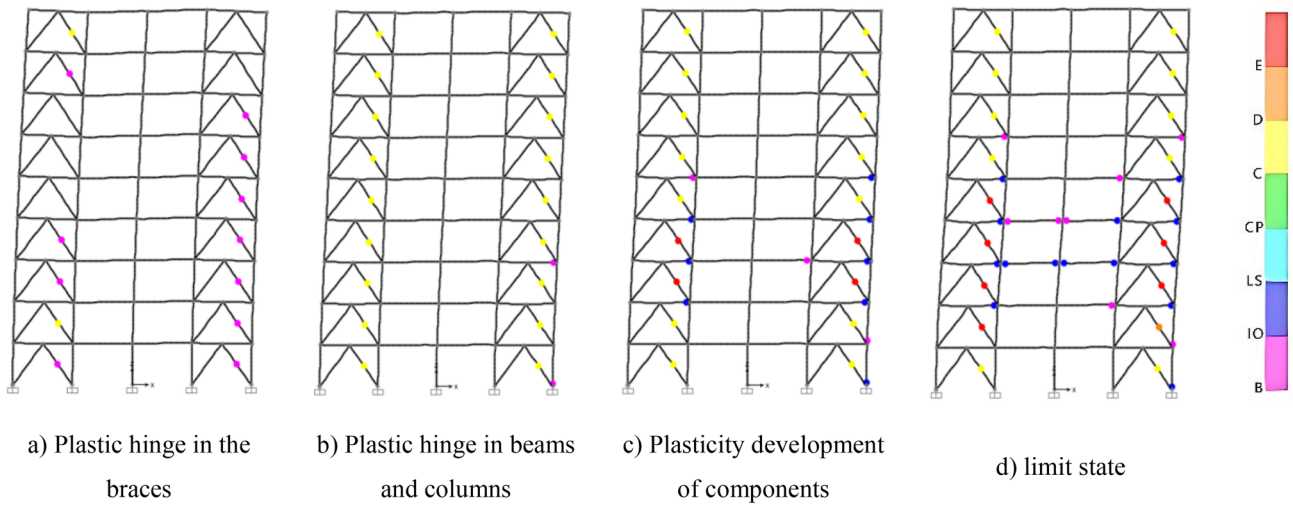 E
D
C
CP
LS
IO
B
x
x
x
x
a) Plastic hinge in the
braces
b) Plastic hinge in beams
and columns
c) Plasticity development
of components
d) limit state